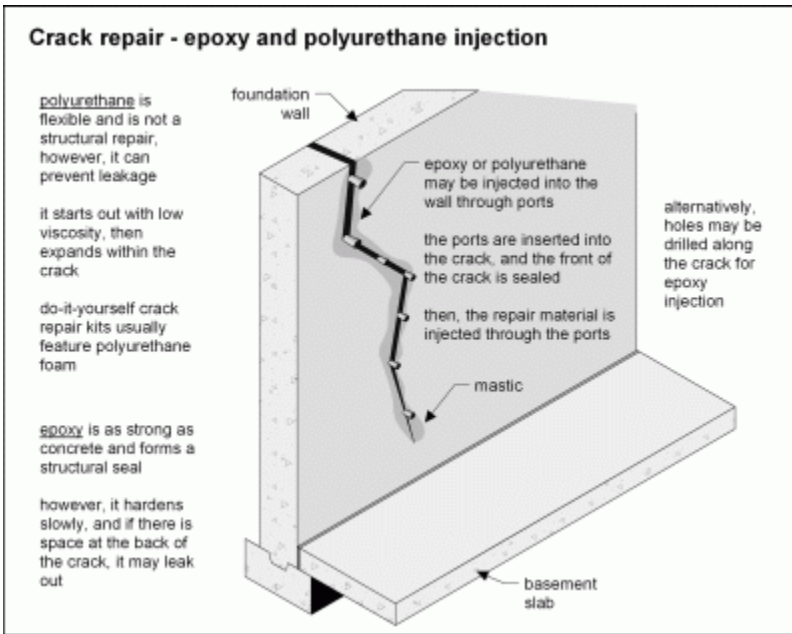 Crack repair - epoxy and polyurethane injection
polyurethane is
flexible and is not a
structural repair,
however, it can
prevent leakage
it starts out with low
viscosity, then
expands within the
crack
do-it-yourself crack
repair kits usually
feature polyurethane
foam
epoxy is as strong as
concrete and forms a
structural seal
however, it hardens
slowly, and if there is
space at the back of
the crack, it may leak
out
foundation
wall
epoxy or polyurethane
may be injected into the
wall through ports
the ports are inserted into
the crack, and the front of
the crack is sealed
then, the repair material is
injected through the ports
mastic
alternatively,
holes may be
drilled along
the crack for
epoxy
injection
basement
slab